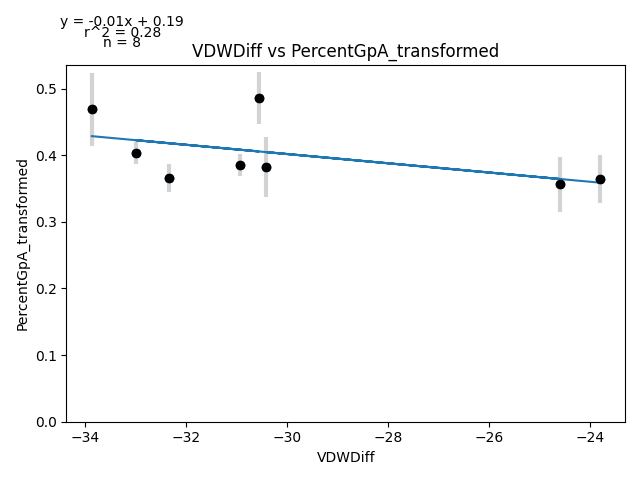 y = -0.01x + 0.19
r^2 = 0.28
n = 8
VDWDiff vs PercentGpA_transformed
PercentGpA_transformed
0.5
0.4
0.3
0.2
0.1
0.0
−34
−32
−30
−28
−26
−24
VDWDiff